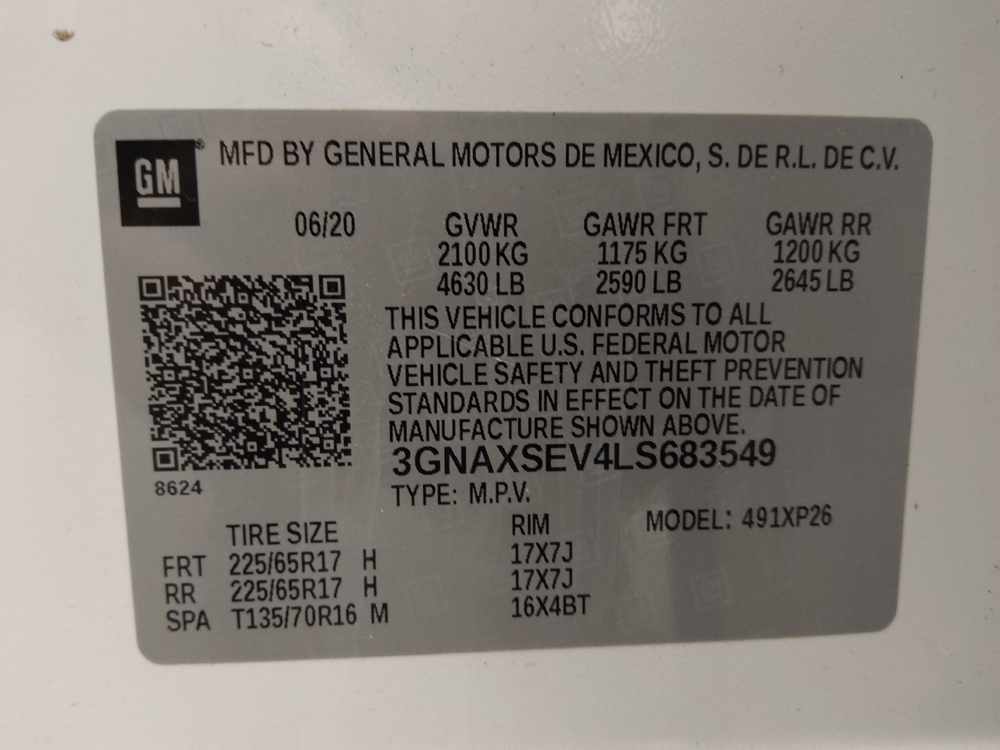 GM® MFD BY GENERAL MOTORS DE MEXICO, S. DE R.L. DE C.V.
06/20 GVWR GAWR FRT GAWR RR
2100 KG 1175 KG 1200 KG
4630 LB 2590 LB 2645 LB
THIS VEHICLE CONFORMS TO ALL
APPLICABLE U.S. FEDERAL MOTOR
VEHICLE SAFETY AND THEFT PREVENTION
STANDARDS IN EFFECT ON THE DATE OF
MANUFACTURE SHOWN ABOVE.
3GNAXSEV4LS683549
8624
TYPE: M.P.V.
TIRE SIZE RIM MODEL: 491XP26
FRT 225/65R17 H 17X7J
RR 225/65R17 H 17X7J
SPA T135/70R16 M 16X4BT